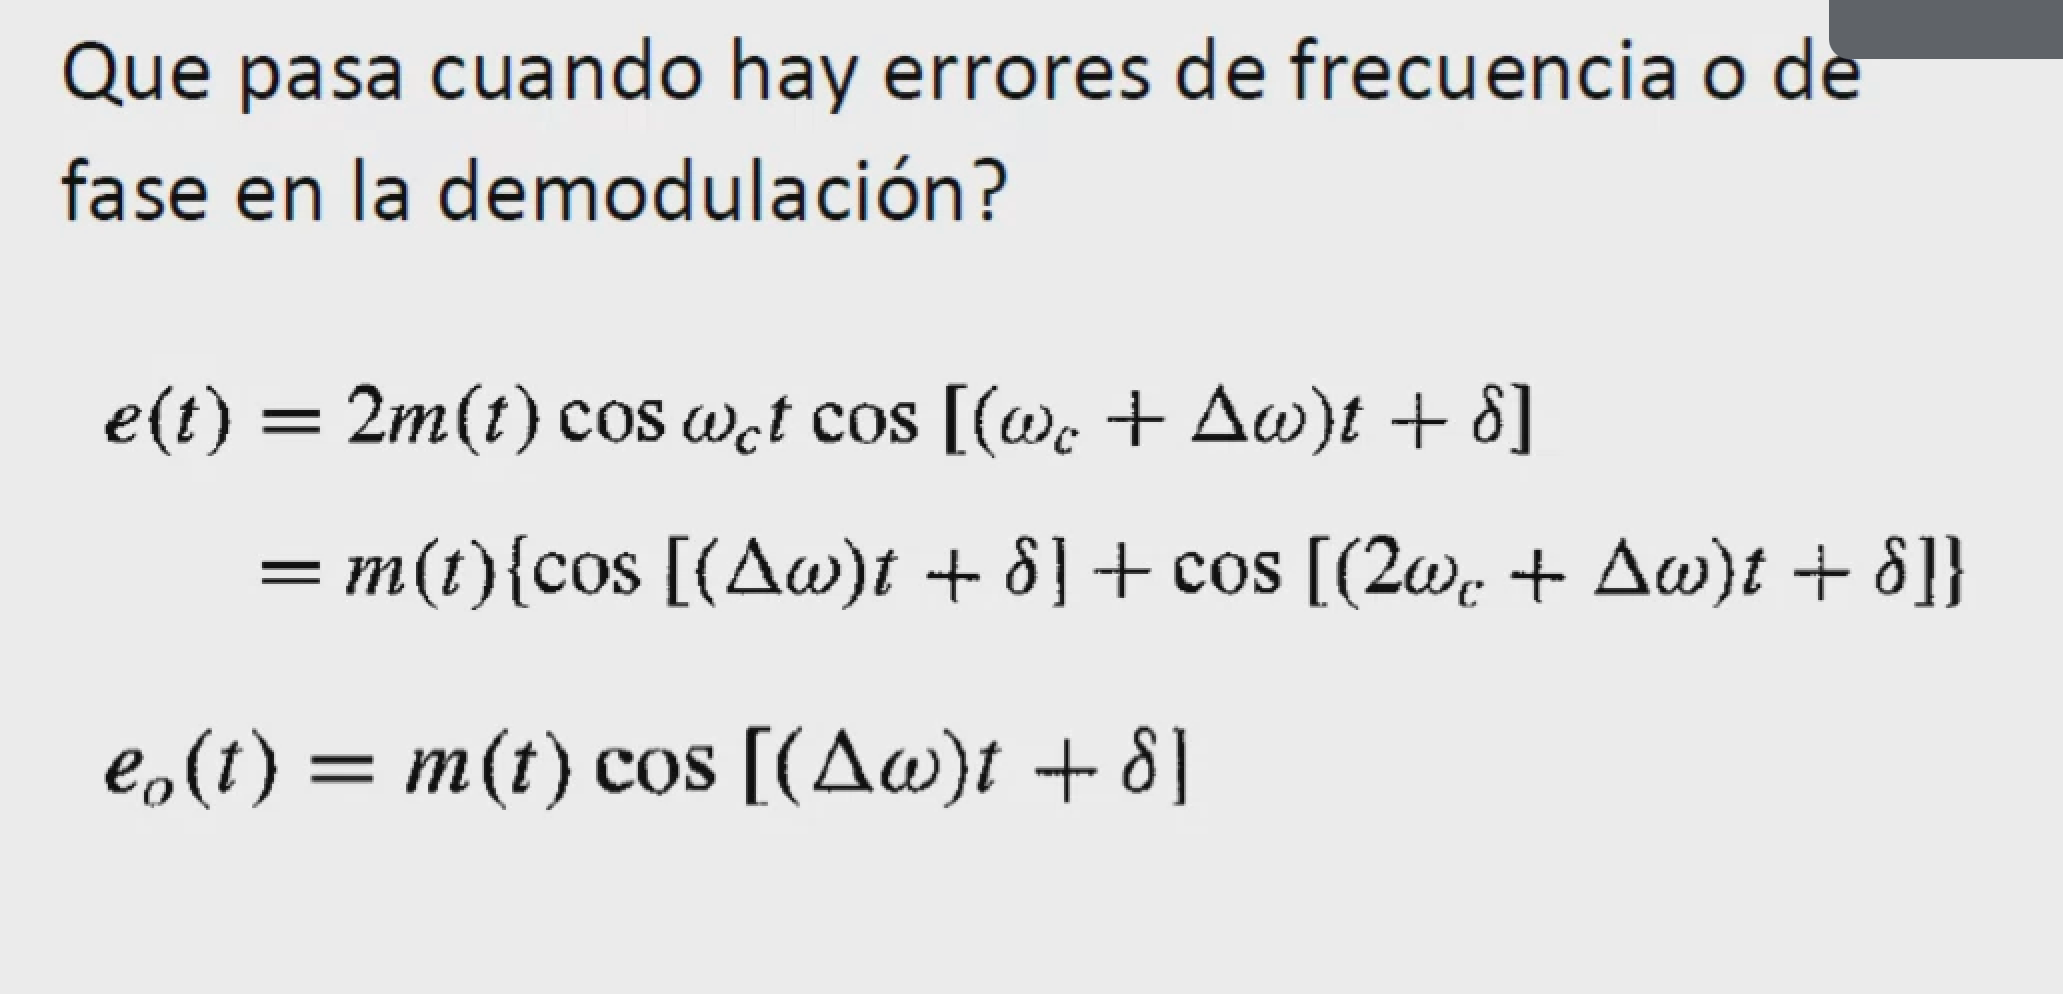 Que pasa cuando hay errores de frecuencia o de
fase en la demodulación?
e(t) = 2m(t) cos ω_c t cos [(ω_c + Δω)t + δ]
= m(t){cos [(Δω)t + δ] + cos [(2ω_c + Δω)t + δ]}
e_o(t) = m(t) cos [(Δω)t + δ]